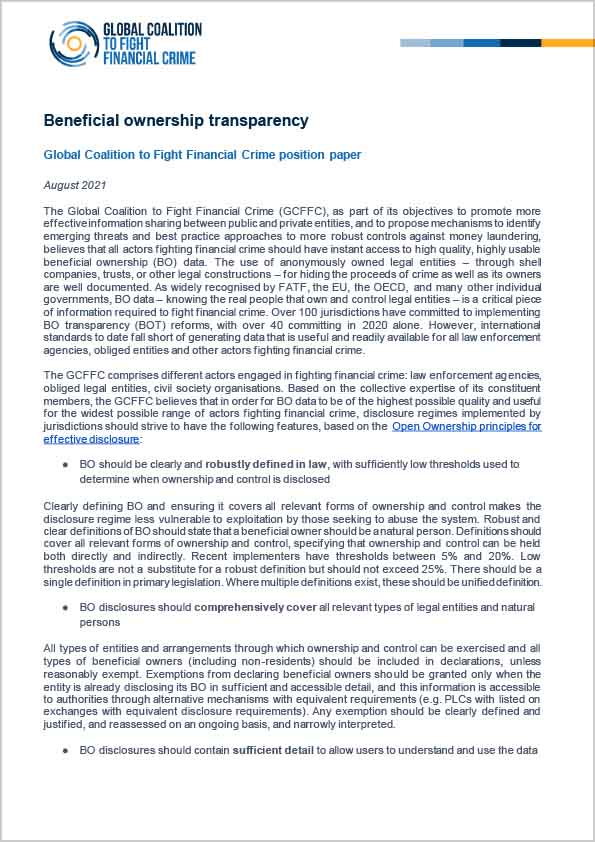 GLOBAL COALITION
TO FIGHT
FINANCIAL CRIME
Beneficial ownership transparency
Global Coalition to Fight Financial Crime position paper
August 2021
The Global Coalition to Fight Financial Crime (GCFFC), as part of its objectives to promote more
effective information sharing between public and private entities, and to propose mechanisms to identify
emerging threats and best practice approaches to more robust controls against money laundering,
believes that all actors fighting financial crime should have instant access to high quality, highly usable
beneficial ownership (BO) data. The use of anonymously owned legal entities – through shell
companies, trusts, or other legal constructions – for hiding the proceeds of crime as well as its owners
are well documented. As widely recognised by FATF, the EU, the OECD, and many other individual
governments, BO data – knowing the real people that own and control legal entities – is a critical piece
of information required to fight financial crime. Over 100 jurisdictions have committed to implementing
BO transparency (BOT) reforms, with over 40 committing in 2020 alone. However, international
standards to date fall short of generating data that is useful and readily available for all law enforcement
agencies, obliged entities and other actors fighting financial crime.
The GCFFC comprises different actors engaged in fighting financial crime: law enforcement agencies,
obliged legal entities, civil society organisations. Based on the collective expertise of its constituent
members, the GCFFC believes that in order for BO data to be of the highest possible quality and useful
for the widest possible range of actors fighting financial crime, disclosure regimes implemented by
jurisdictions should strive to have the following features, based on the Open Ownership principles for
effective disclosure:
● BO should be clearly and robustly defined in law, with sufficiently low thresholds used to
determine when ownership and control is disclosed
Clearly defining BO and ensuring it covers all relevant forms of ownership and control makes the
disclosure regime less vulnerable to exploitation by those seeking to abuse the system. Robust and
clear definitions of BO should state that a beneficial owner should be a natural person. Definitions should
cover all relevant forms of ownership and control, specifying that ownership and control can be held
both directly and indirectly. Recent implementers have thresholds between 5% and 20%. Low
thresholds are not a substitute for a robust definition but should not exceed 25%. There should be a
single definition in primary legislation. Where multiple definitions exist, these should be unified definition.
● BO disclosures should comprehensively cover all relevant types of legal entities and natural
persons
All types of entities and arrangements through which ownership and control can be exercised and all
types of beneficial owners (including non-residents) should be included in declarations, unless
reasonably exempt. Exemptions from declaring beneficial owners should be granted only when the
entity is already disclosing its BO in sufficient and accessible detail, and this information is accessible
to authorities through alternative mechanisms with equivalent requirements (e.g. PLCs with listed on
exchanges with equivalent disclosure requirements). Any exemption should be clearly defined and
justified, and reassessed on an ongoing basis, and narrowly interpreted.
● BO disclosures should contain sufficient detail to allow users to understand and use the data